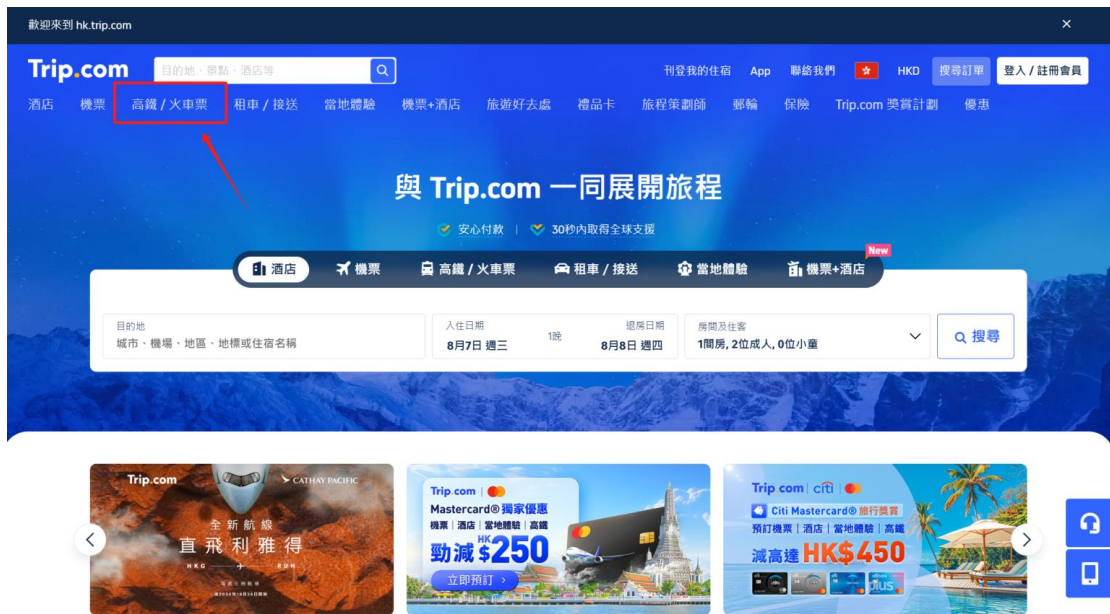 歡迎來到 hk.trip.com
Trip.com
目的地、景點、酒店等
刊登我的住宿 App 聯絡我們 HKD 搜尋訂單 登入 / 註冊會員
酒店 機票 高鐵 / 火車票 租車 / 接送 當地體驗 機票+酒店 旅遊好去處 禮品卡 旅程策劃師 郵輪 保險 Trip.com 獎賞計劃 優惠
與 Trip.com 一同展開旅程
安心付款 | 30秒內取得全球支援
New
酒店 機票 高鐵 / 火車票 租車 / 接送 當地體驗 機票+酒店
目的地
城市、機場、地區、地標或住宿名稱
入住日期
8月7日 週三
1晚
退房日期
8月8日 週四
房間及住客
1間房, 2位成人, 0位小童
搜尋
Trip.com
CATHAY PACIFIC
全新航線
直飛利雅得
HKG RUH
Trip.com
Mastercard® 獨家優惠
機票 | 酒店 | 當地體驗 | 高鐵
勁減 HK$250
立即預訂 >
Trip.com | citi
Citi Mastercard® 旅行獎賞
預訂機票 | 酒店 | 當地體驗 | 高鐵
減高達 HK$450